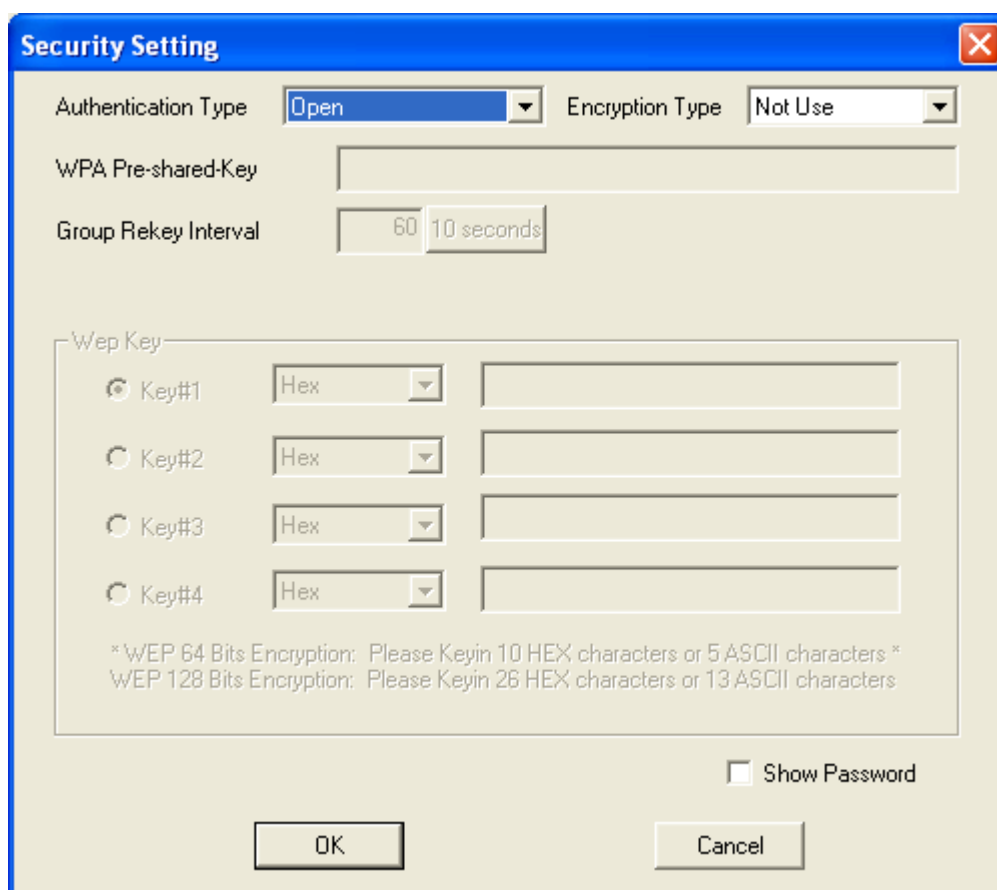 Security Setting
Authentication Type Open Encryption Type Not Use
WPA Pre-shared-Key
Group Rekey Interval 60 10 seconds
Wep Key
Key#1 Hex
Key#2 Hex
Key#3 Hex
Key#4 Hex
* WEP 64 Bits Encryption: Please Keyin 10 HEX characters or 5 ASCII characters *
WEP 128 Bits Encryption: Please Keyin 26 HEX characters or 13 ASCII characters
Show Password
OK Cancel